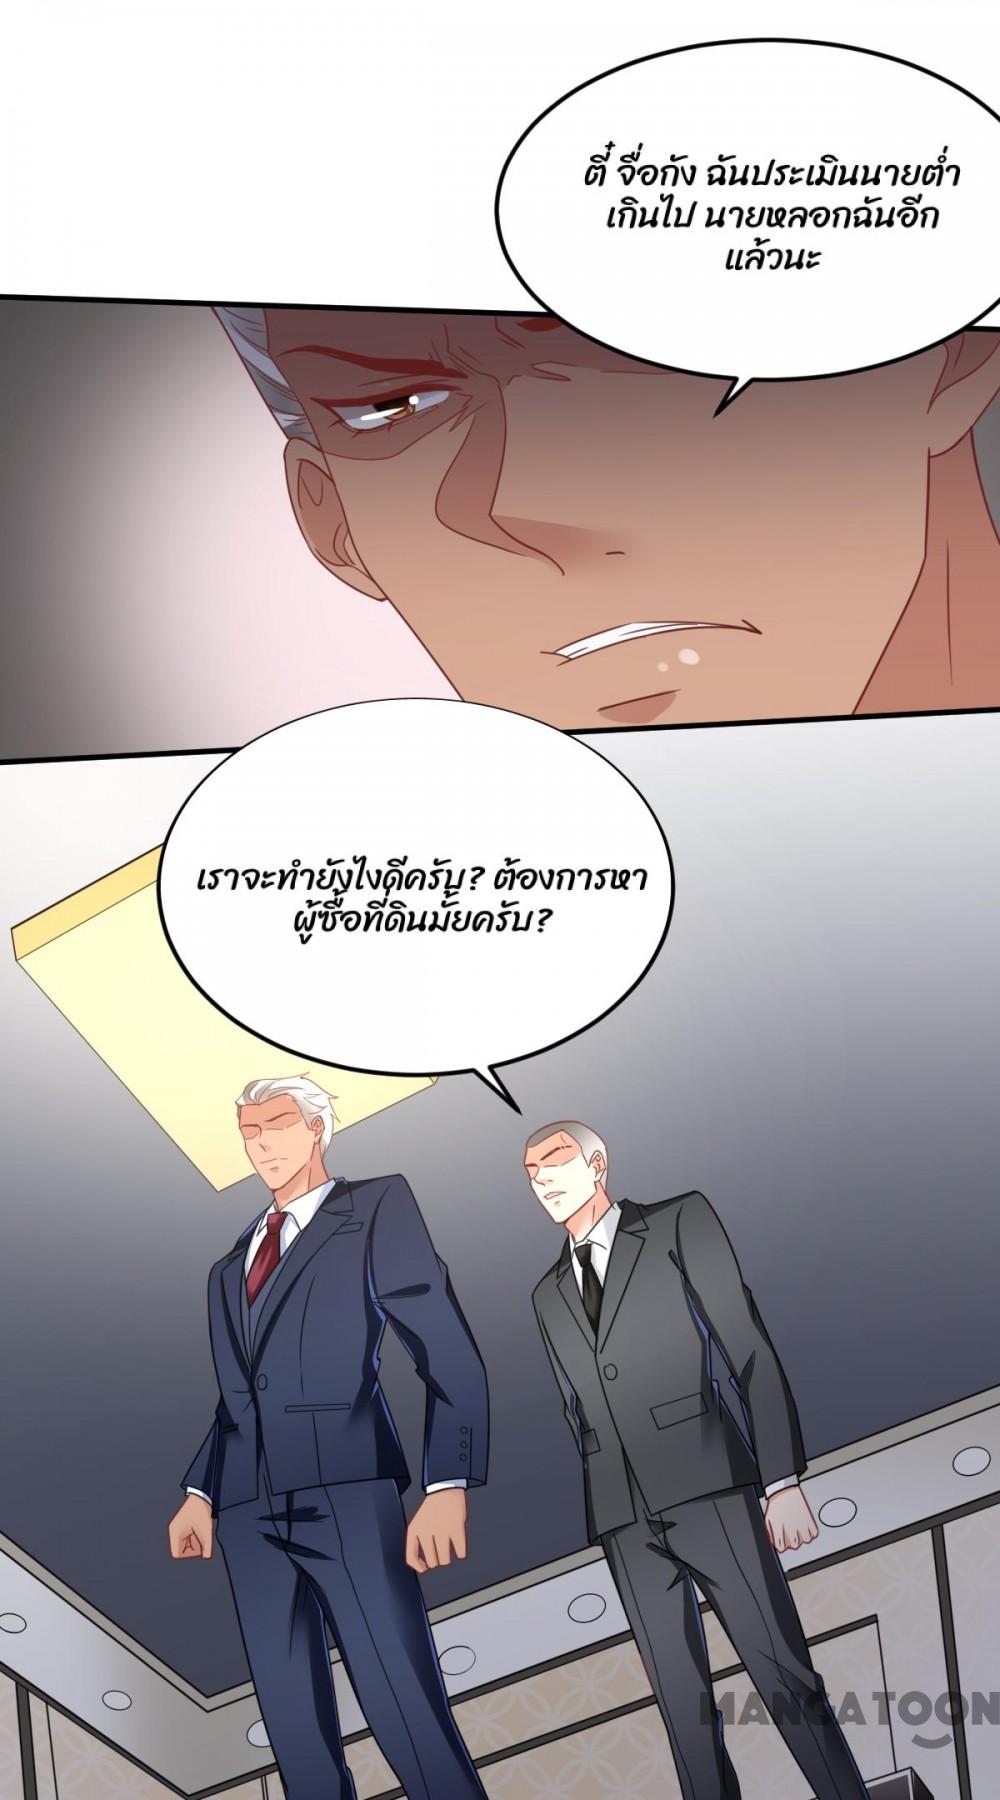 ตี๋ จื่อกัง ฉันประเมินนายต่ำ
เกินไป นายหลอกฉันอีก
แล้วนะ
เราจะทำยังไงดีครับ? ต้องการหา
ผู้ซื้อที่ดินมั้ยครับ?
MANGATOON